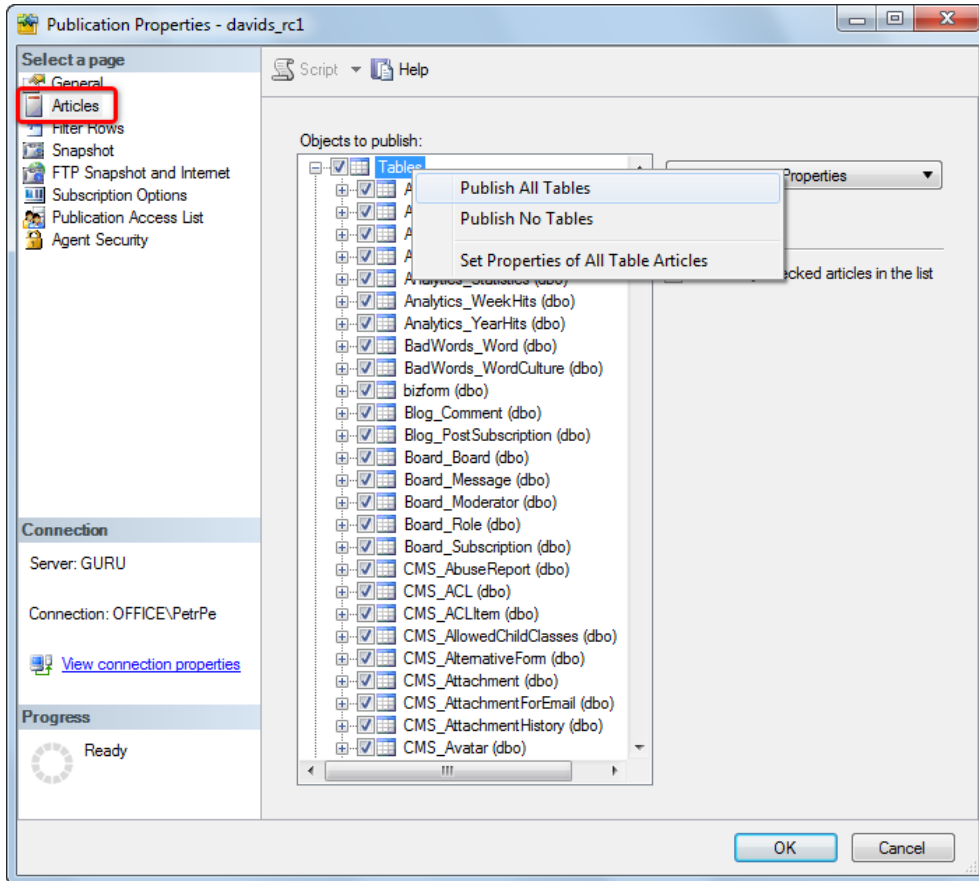 Publication Properties - davids_rc1
Select a page
General
Articles
Filter Rows
Snapshot
FTP Snapshot and Internet
Subscription Options
Publication Access List
Agent Security
Script
Help
Objects to publish:
Tables
Properties
Publish All Tables
Publish No Tables
Set Properties of All Table Articles
A
A
A
A
Analytics_Statistics (dbo)
ecked articles in the list
Analytics_WeekHits (dbo)
Analytics_YearHits (dbo)
BadWords_Word (dbo)
BadWords_WordCulture (dbo)
bizform (dbo)
Blog_Comment (dbo)
Blog_PostSubscription (dbo)
Board_Board (dbo)
Board_Message (dbo)
Board_Moderator (dbo)
Board_Role (dbo)
Board_Subscription (dbo)
CMS_AbuseReport (dbo)
CMS_ACL (dbo)
CMS_ACLItem (dbo)
CMS_AllowedChildClasses (dbo)
CMS_AlternativeForm (dbo)
CMS_Attachment (dbo)
CMS_AttachmentForEmail (dbo)
CMS_AttachmentHistory (dbo)
CMS_Avatar (dbo)
Connection
Server: GURU
Connection: OFFICE\PetrPe
View connection properties
Progress
Ready
OK
Cancel